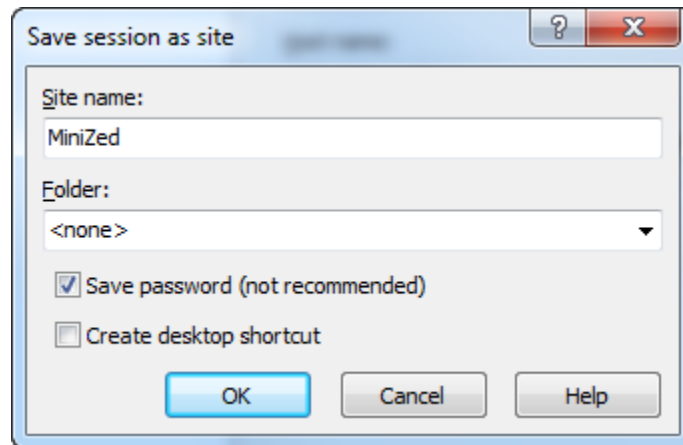 Save session as site
Site name:
MiniZed
Folder:
<none>
Save password (not recommended)
Create desktop shortcut
OK Cancel Help